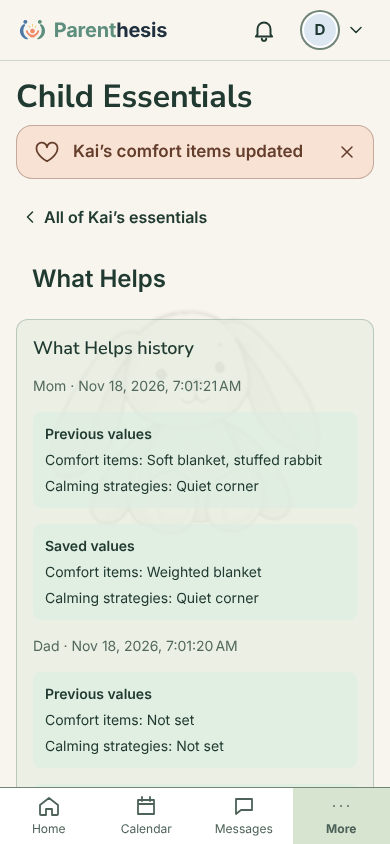 Parenthesis
D
Child Essentials
Kai’s comfort items updated
All of Kai’s essentials
What Helps
What Helps history
Mom · Nov 18, 2026, 7:01:21 AM
Previous values
Comfort items: Soft blanket, stuffed rabbit
Calming strategies: Quiet corner
Saved values
Comfort items: Weighted blanket
Calming strategies: Quiet corner
Dad · Nov 18, 2026, 7:01:20 AM
Previous values
Comfort items: Not set
Calming strategies: Not set
Home
Calendar
Messages
More